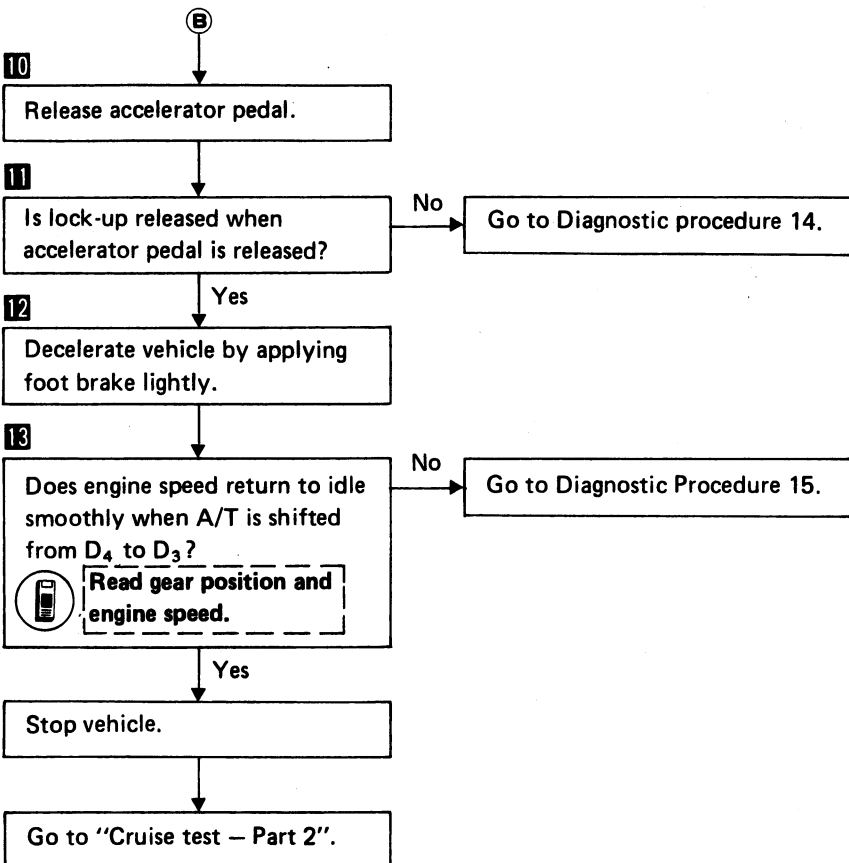 B
10
Release accelerator pedal.
11
Is lock-up released when
accelerator pedal is released?
No
Go to Diagnostic procedure 14.
Yes
12
Decelerate vehicle by applying
foot brake lightly.
13
Does engine speed return to idle
smoothly when A/T is shifted
from D₄ to D₃?
Read gear position and
engine speed.
No
Go to Diagnostic Procedure 15.
Yes
Stop vehicle.
Go to ‘‘Cruise test — Part 2’’.